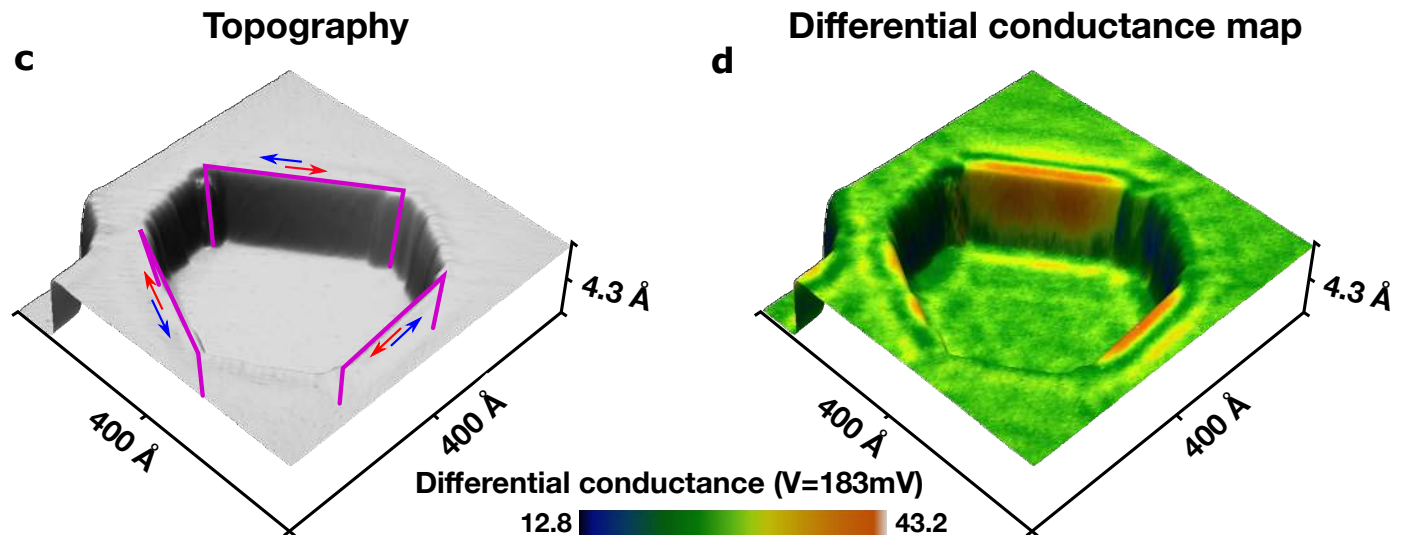 Topography
Differential conductance map
c
d
4.3 Å
4.3 Å
400 Å
400 Å
400 Å
400 Å
Differential conductance (V=183mV)
12.8
43.2